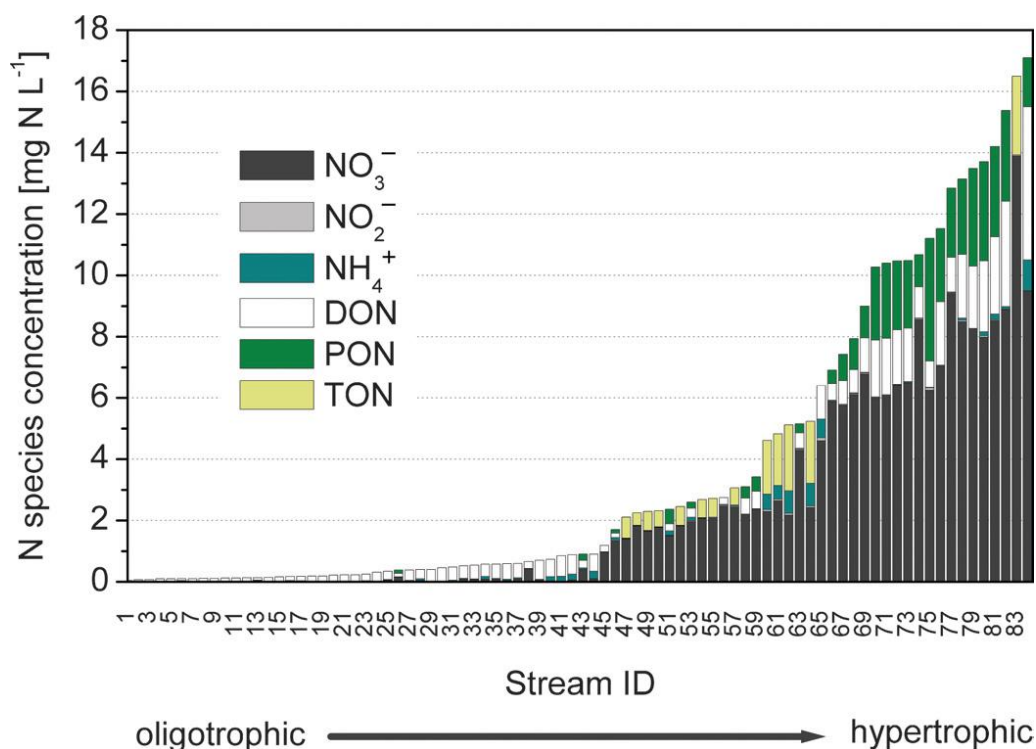 N species concentration [mg N L⁻¹]
18
16
14
12
10
8
6
4
2
0
NO₃⁻
NO₂⁻
NH₄⁺
DON
PON
TON
1 3 5 7 9 11 13 15 17 19 21 23 25 27 29 31 33 35 37 39 41 43 45 47 49 51 53 55 57 59 61 63 65 67 69 71 73 75 77 79 81 83
Stream ID
oligotrophic hypertrophic